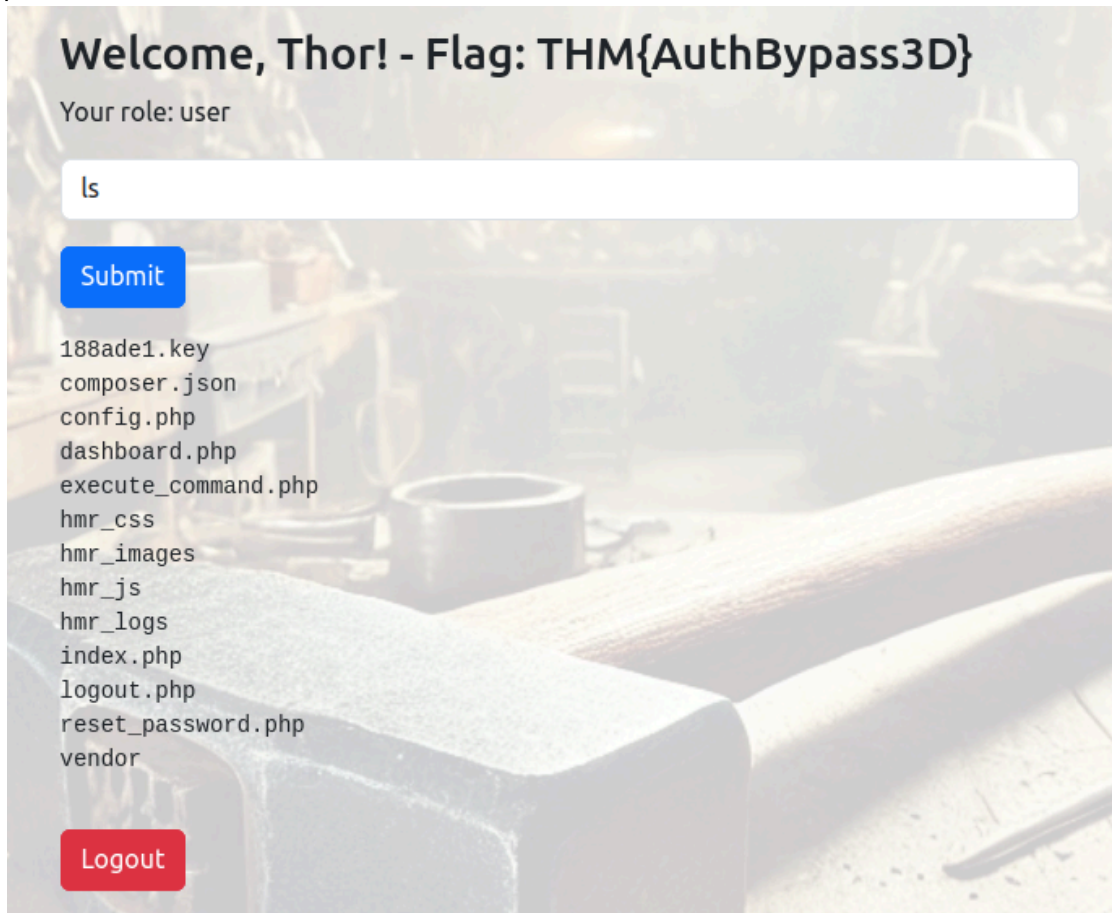 Welcome, Thor! - Flag: THM{AuthBypass3D}
Your role: user
ls
Submit
188ade1.key
composer.json
config.php
dashboard.php
execute_command.php
hmr_css
hmr_images
hmr_js
hmr_logs
index.php
logout.php
reset_password.php
vendor
Logout